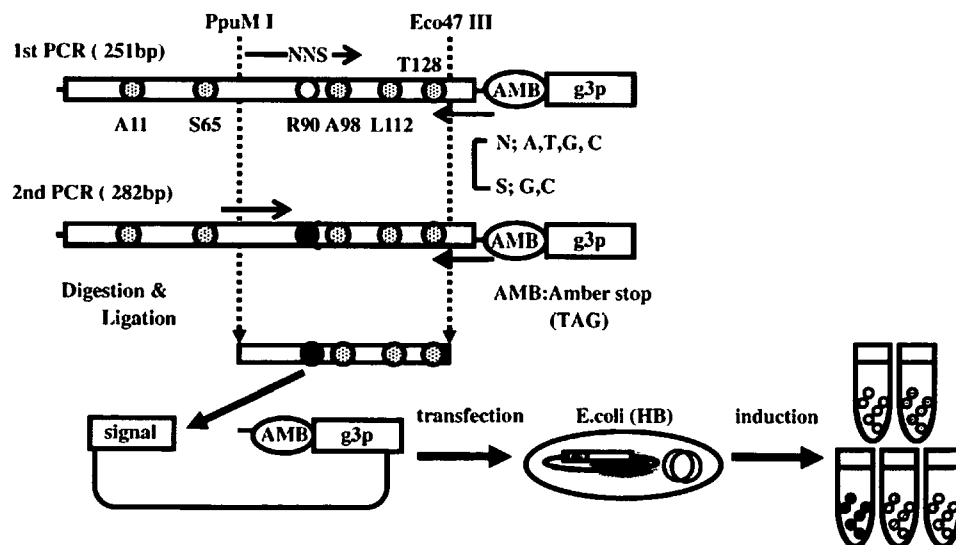 PpuM I
Eco47 III
1st PCR ( 251bp)
NNS
T128
AMB
g3p
A11
S65
R90
A98
L112
N; A,T,G, C
S; G,C
2nd PCR ( 282bp)
AMB
g3p
Digestion &
Ligation
AMB:Amber stop
(TAG)
signal
AMB
g3p
transfection
E.coli (HB)
induction